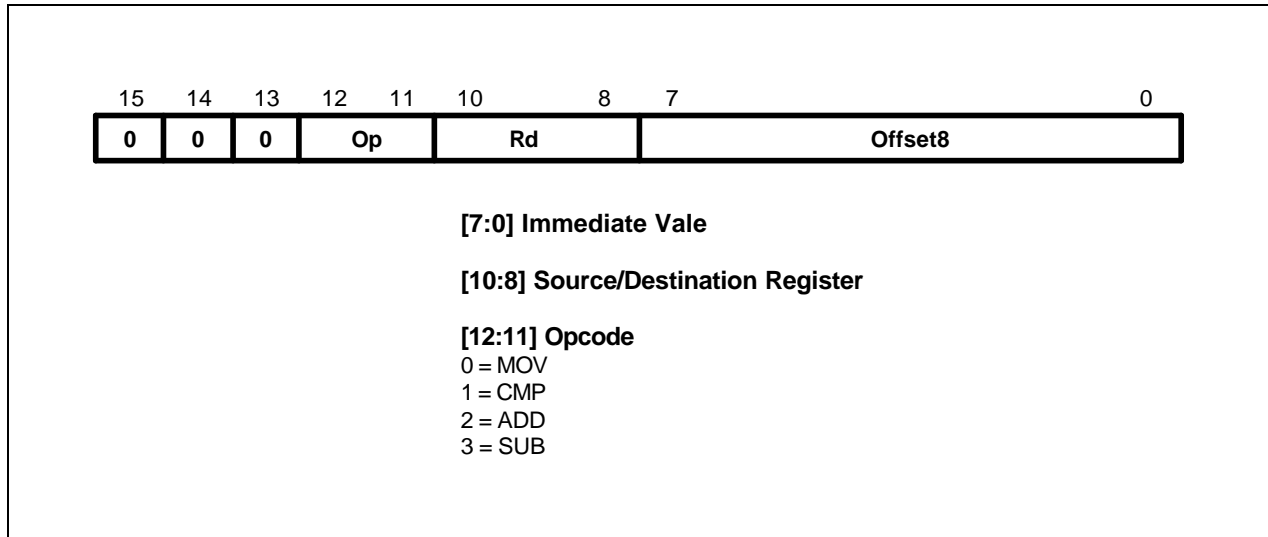 15 14 13 12 11 10 8 7 0
0 0 0 Op Rd Offset8
[7:0] Immediate Vale
[10:8] Source/Destination Register
[12:11] Opcode
0 = MOV
1 = CMP
2 = ADD
3 = SUB